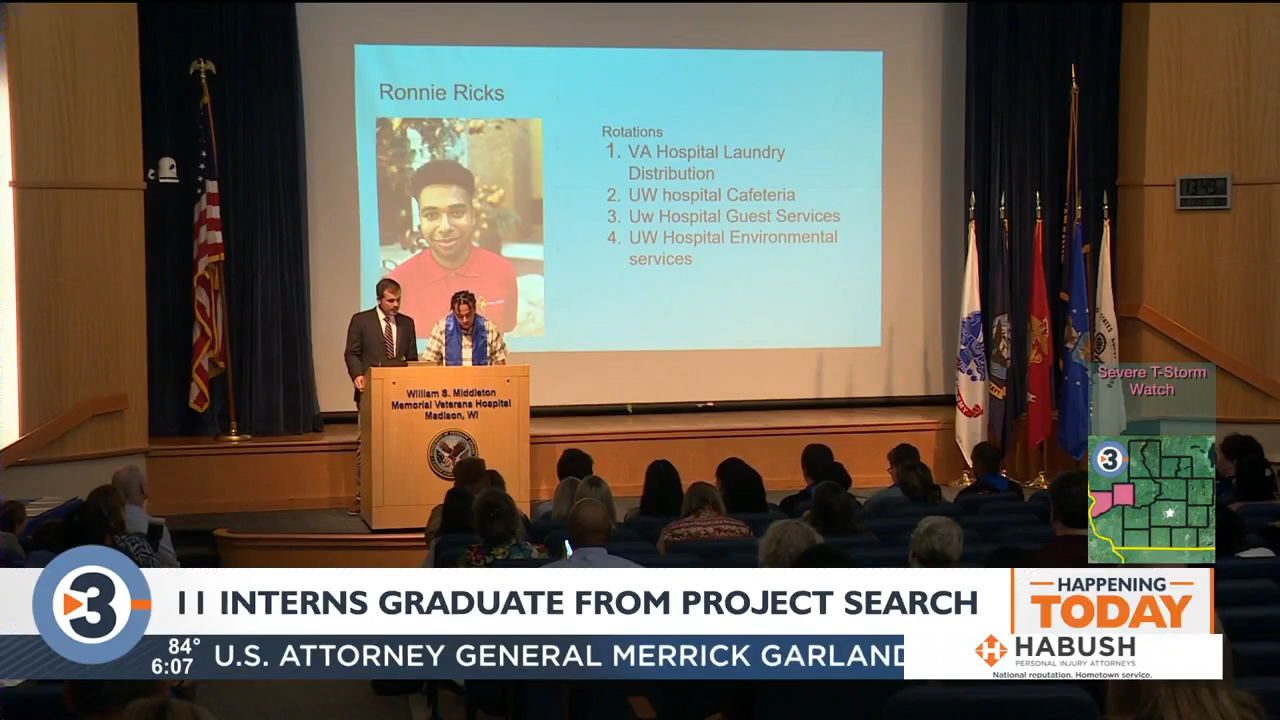 Ronnie Ricks
Rotations
1. VA Hospital Laundry
Distribution
2. UW hospital Cafeteria
3. Uw Hospital Guest Services
4. UW Hospital Environmental
services
William S. Middleton
Memorial Veterans Hospital
Madison, WI
Severe T-Storm
Watch
3
3
11 INTERNS GRADUATE FROM PROJECT SEARCH
HAPPENING
TODAY
84°
6:07
U.S. ATTORNEY GENERAL MERRICK GARLAND
HABUSH
PERSONAL INJURY ATTORNEYS
National reputation. Hometown service.